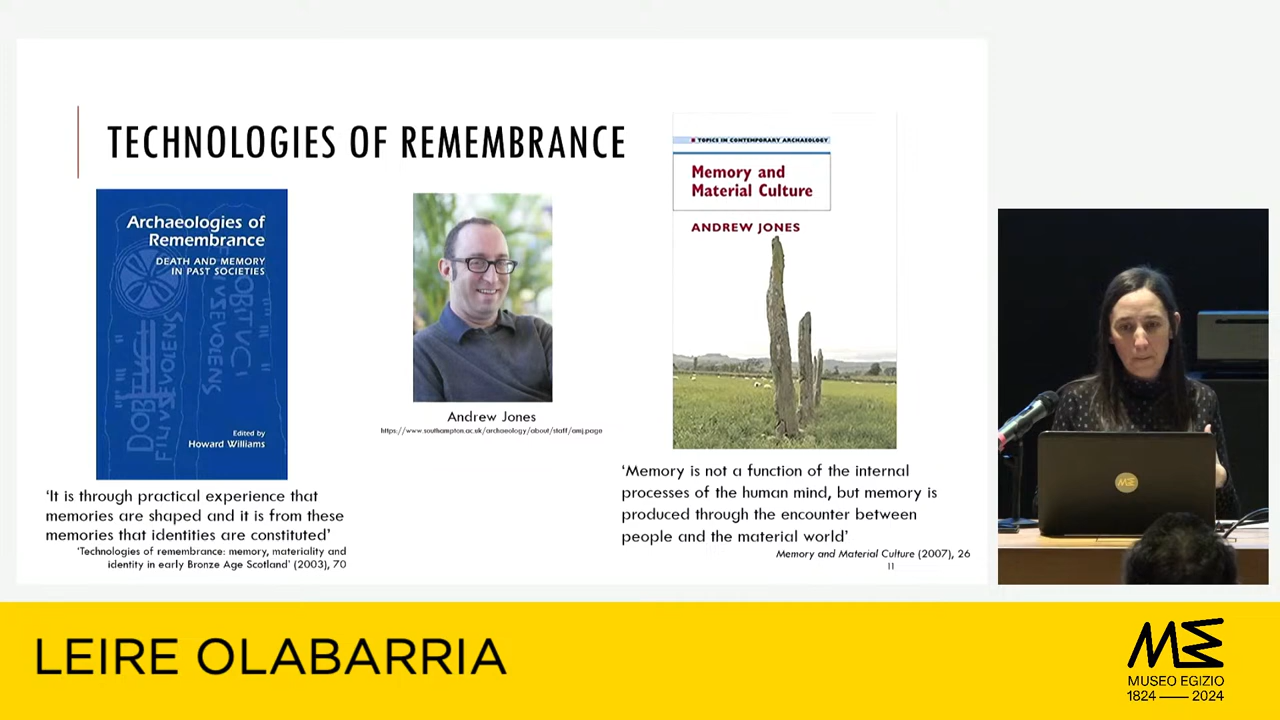 TECHNOLOGIES OF REMEMBRANCE
Archaeologies of
Remembrance
DEATH AND MEMORY
IN PAST SOCIETIES
Edited by
Howard Williams
'It is through practical experience that
memories are shaped and it is from these
memories that identities are constituted'
'Technologies of remembrance: memory, materiality and
identity in early Bronze Age Scotland' (2003), 70
Andrew Jones
https://www.southampton.ac.uk/archaeology/about/staff/amj.page
TOPICS IN CONTEMPORARY ARCHAEOLOGY
Memory and
Material Culture
ANDREW JONES
'Memory is not a function of the internal
processes of the human mind, but memory is
produced through the encounter between
people and the material world'
Memory and Material Culture (2007), 26
11
LEIRE OLABARRIA
ME
MUSEO EGIZIO
1824 — 2024